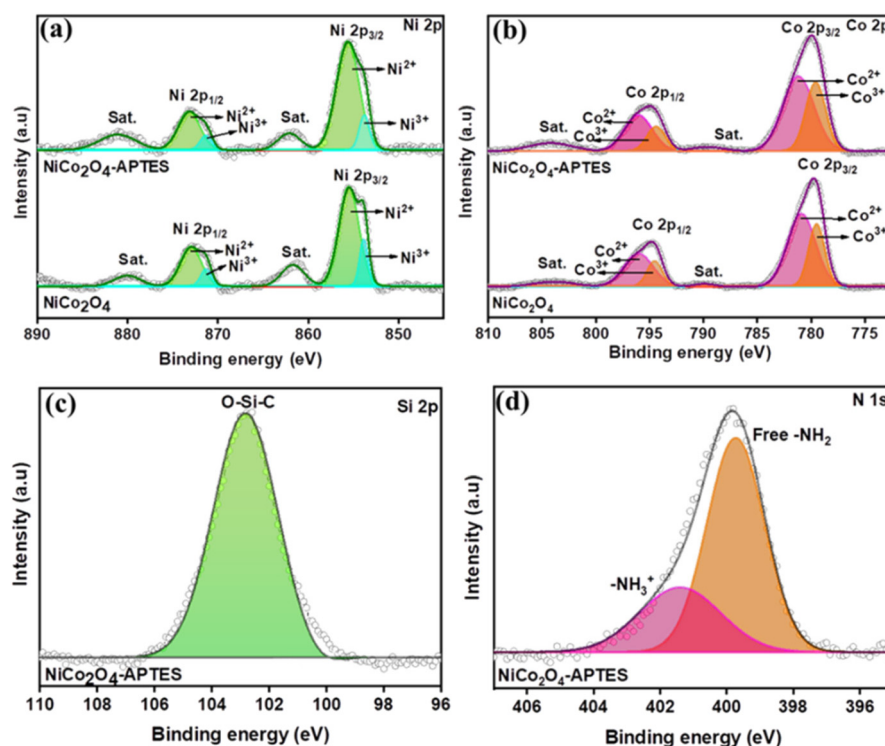 (a)
Ni 2p
Ni 2p₃/₂
Ni²⁺
Ni 2p₁/₂
Ni²⁺
Ni³⁺
Ni³⁺
Sat.
Sat.
NiCo₂O₄-APTES
Ni 2p₃/₂
Ni²⁺
Ni 2p₁/₂
Ni²⁺
Ni³⁺
Ni³⁺
Sat.
Sat.
NiCo₂O₄
Intensity (a.u)
890 880 870 860 850
Binding energy (eV)
(b)
Co 2p₃/₂
Co 2p
Co²⁺
Co³⁺
Co 2p₁/₂
Co²⁺
Co³⁺
Sat.
Sat.
NiCo₂O₄-APTES
Co 2p₃/₂
Co²⁺
Co³⁺
Co 2p₁/₂
Co²⁺
Co³⁺
Sat.
Sat.
NiCo₂O₄
Intensity (a.u)
810 804 800 795 790 785 780 775
Binding energy (eV)
(c)
O-Si-C
Si 2p
NiCo₂O₄-APTES
Intensity (a.u)
110 108 106 104 102 100 98 96
Binding energy (eV)
(d)
N 1s
Free -NH₂
-NH₃⁺
NiCo₂O₄-APTES
Intensity (a.u)
406 404 402 400 398 396
Binding energy (eV)